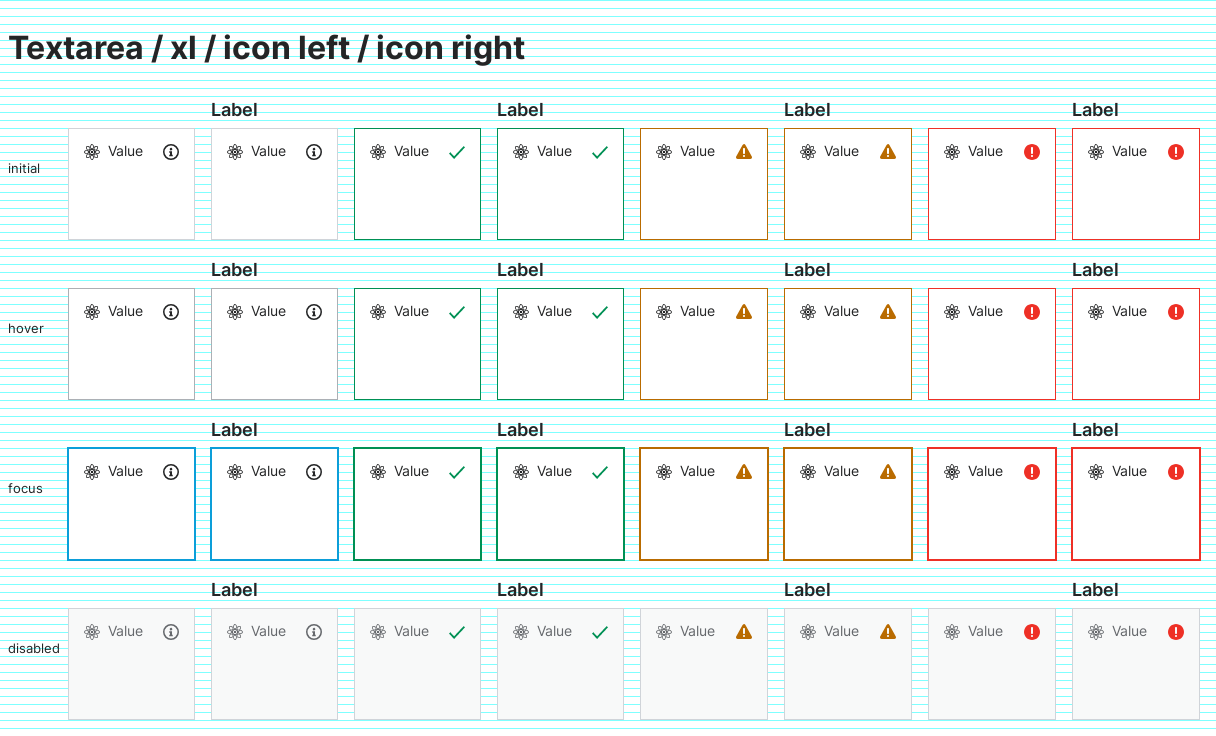 Textarea / xl / icon left / icon right
Label Label Label Label
initial Value Value Value Value Value Value Value Value
Label Label Label Label
hover Value Value Value Value Value Value Value Value
Label Label Label Label
focus Value Value Value Value Value Value Value Value
Label Label Label Label
disabled Value Value Value Value Value Value Value Value